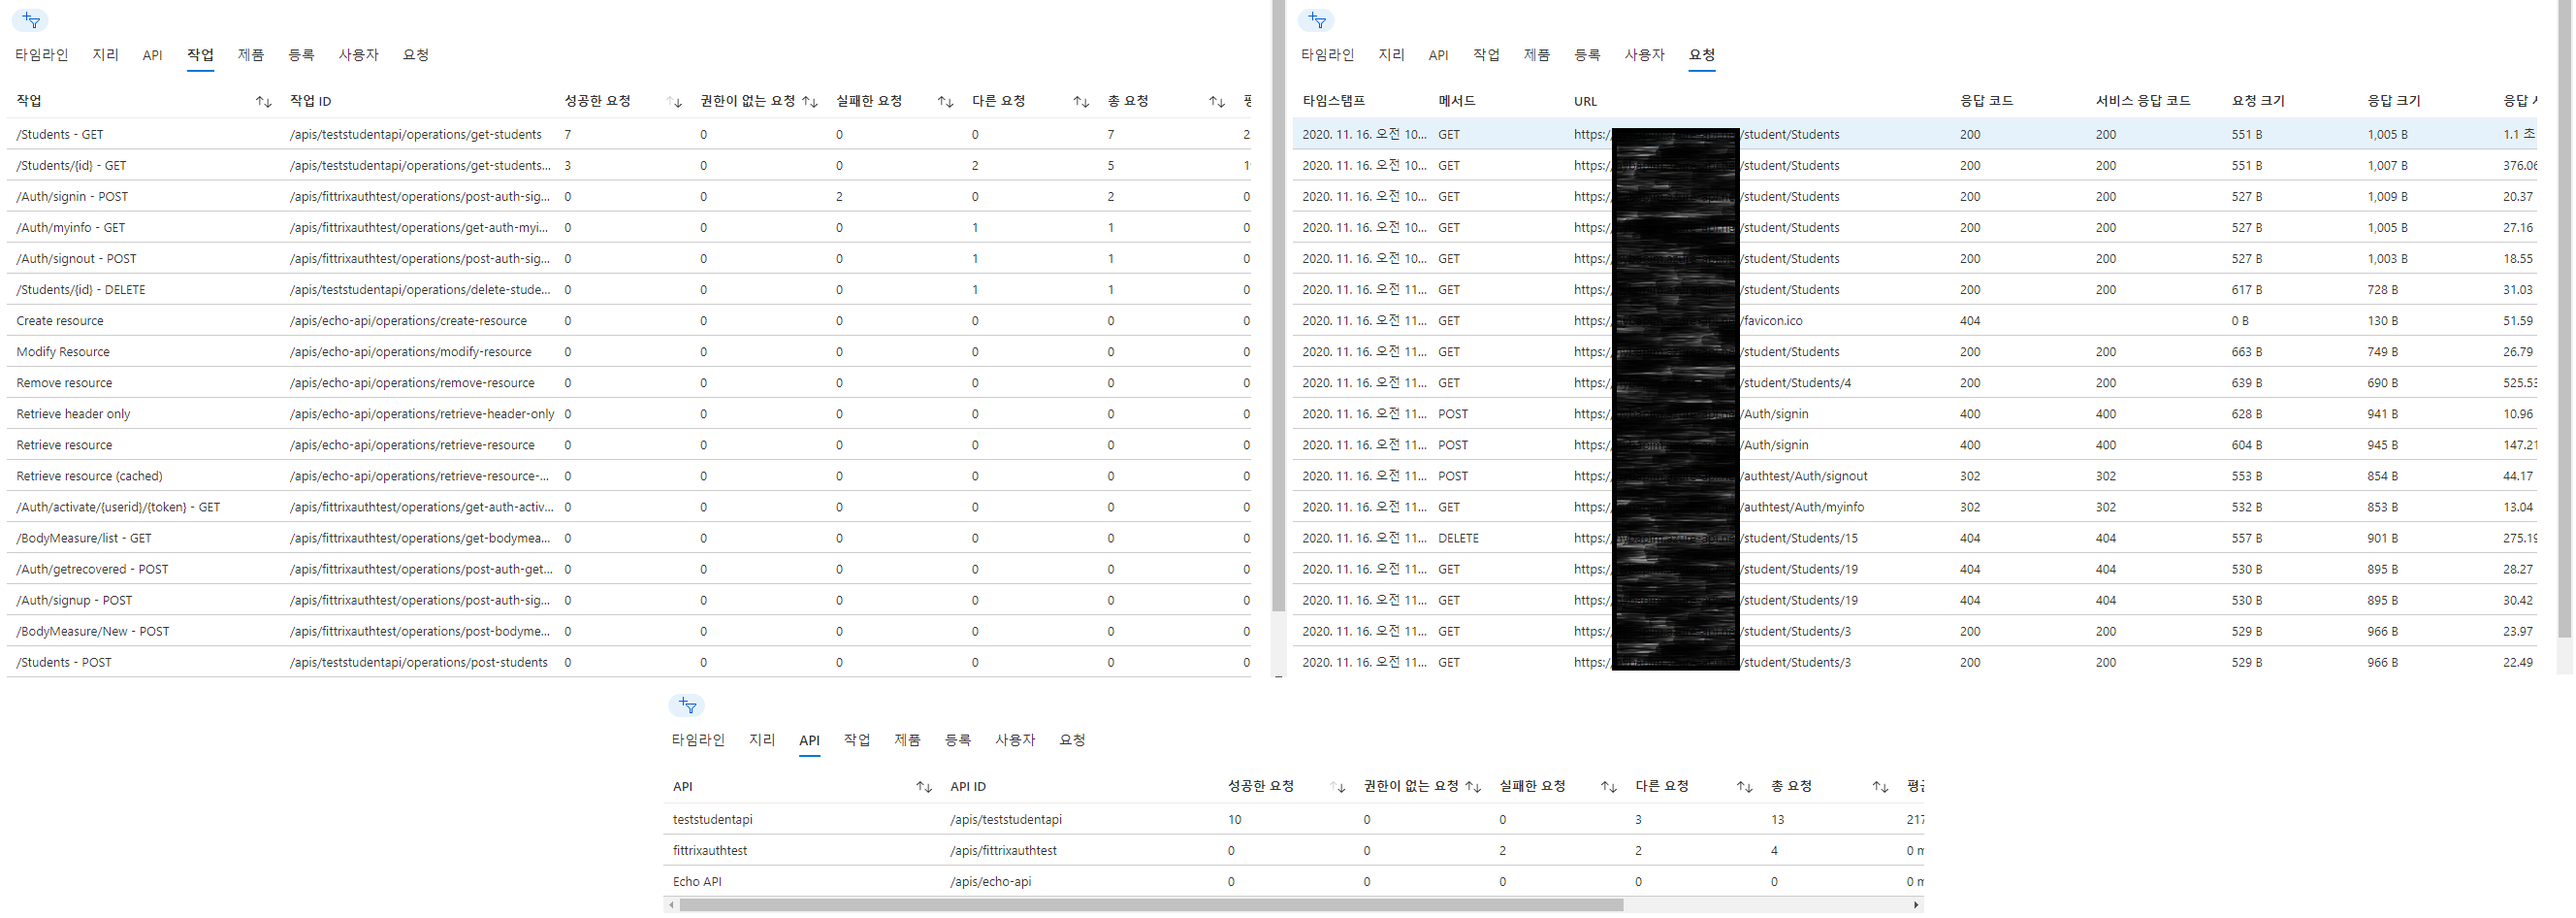 타임라인 지리 API 작업 제품 등록 사용자 요청
작업 작업 ID 성공한 요청 권한이 없는 요청 실패한 요청 다른 요청 총 요청
/Students - GET /apis/teststudentapi/operations/get-students 7 0 0 0 7 2
/Students/{id} - GET /apis/teststudentapi/operations/get-students... 3 0 0 2 5
/Auth/signin - POST /apis/fittrixauthtest/operations/post-auth-sig... 0 0 2 0 2 0
/Auth/myinfo - GET /apis/fittrixauthtest/operations/get-auth-myi... 0 0 0 1 1 0
/Auth/signout - POST /apis/fittrixauthtest/operations/post-auth-sig... 0 0 0 1 1 0
/Students/{id} - DELETE /apis/teststudentapi/operations/delete-stude... 0 0 0 1 1 0
Create resource /apis/echo-api/operations/create-resource 0 0 0 0 0 0
Modify Resource /apis/echo-api/operations/modify-resource 0 0 0 0 0 0
Remove resource /apis/echo-api/operations/remove-resource 0 0 0 0 0 0
Retrieve header only /apis/echo-api/operations/retrieve-header-only 0 0 0 0 0 0
Retrieve resource /apis/echo-api/operations/retrieve-resource 0 0 0 0 0 0
Retrieve resource (cached) /apis/echo-api/operations/retrieve-resource-... 0 0 0 0 0 0
/Auth/activate/{userid}/{token} - GET /apis/fittrixauthtest/operations/get-auth-activ... 0 0 0 0 0 0
/BodyMeasure/list - GET /apis/fittrixauthtest/operations/get-bodymea... 0 0 0 0 0 0
/Auth/getrecovered - POST /apis/fittrixauthtest/operations/post-auth-get... 0 0 0 0 0 0
/Auth/signup - POST /apis/fittrixauthtest/operations/post-auth-sig... 0 0 0 0 0 0
/BodyMeasure/New - POST /apis/fittrixauthtest/operations/post-bodyme... 0 0 0 0 0 0
/Students - POST /apis/teststudentapi/operations/post-students 0 0 0 0 0 0
타임라인 지리 API 작업 제품 등록 사용자 요청
타임스탬프 메서드 URL 응답 코드 서비스 응답 코드 요청 크기 응답 크기 응답
2020. 11. 16. 오전 10... GET https:/ /student/Students 200 200 551 B 1,005 B 1.1 초
2020. 11. 16. 오전 10... GET https:/ /student/Students 200 200 551 B 1,007 B 376.06
2020. 11. 16. 오전 10... GET https:/ /student/Students 200 200 527 B 1,009 B 20.37
2020. 11. 16. 오전 10... GET https:/ /student/Students 200 200 527 B 1,005 B 27.16
2020. 11. 16. 오전 10... GET https:/ /student/Students 200 200 527 B 1,003 B 18.55
2020. 11. 16. 오전 11... GET https:/ /student/Students 200 200 617 B 728 B 31.03
2020. 11. 16. 오전 11... GET https:/ /favicon.ico 404 0 B 130 B 51.59
2020. 11. 16. 오전 11... GET https:/ /student/Students 200 200 663 B 749 B 26.79
2020. 11. 16. 오전 11... GET https:/ /student/Students/4 200 200 639 B 690 B 525.53
2020. 11. 16. 오전 11... POST https:/ /Auth/signin 400 400 628 B 941 B 10.96
2020. 11. 16. 오전 11... POST https:/ /Auth/signin 400 400 604 B 945 B 147.21
2020. 11. 16. 오전 11... POST https:/ /authtest/Auth/signout 302 302 553 B 854 B 44.17
2020. 11. 16. 오전 11... GET https:/ /authtest/Auth/myinfo 302 302 532 B 853 B 13.04
2020. 11. 16. 오전 11... DELETE https:/ /student/Students/15 404 404 557 B 901 B 275.19
2020. 11. 16. 오전 11... GET https:/ /student/Students/19 404 404 530 B 895 B 28.27
2020. 11. 16. 오전 11... GET https:/ /student/Students/19 404 404 530 B 895 B 30.42
2020. 11. 16. 오전 11... GET https:/ /student/Students/3 200 200 529 B 966 B 23.97
2020. 11. 16. 오전 11... GET https:/ /student/Students/3 200 200 529 B 966 B 22.49
타임라인 지리 API 작업 제품 등록 사용자 요청
API API ID 성공한 요청 권한이 없는 요청 실패한 요청 다른 요청 총 요청 평균
teststudentapi /apis/teststudentapi 10 0 0 3 13 217
fittrixauthtest /apis/fittrixauthtest 0 0 2 2 4 0 m
Echo API /apis/echo-api 0 0 0 0 0 0 m